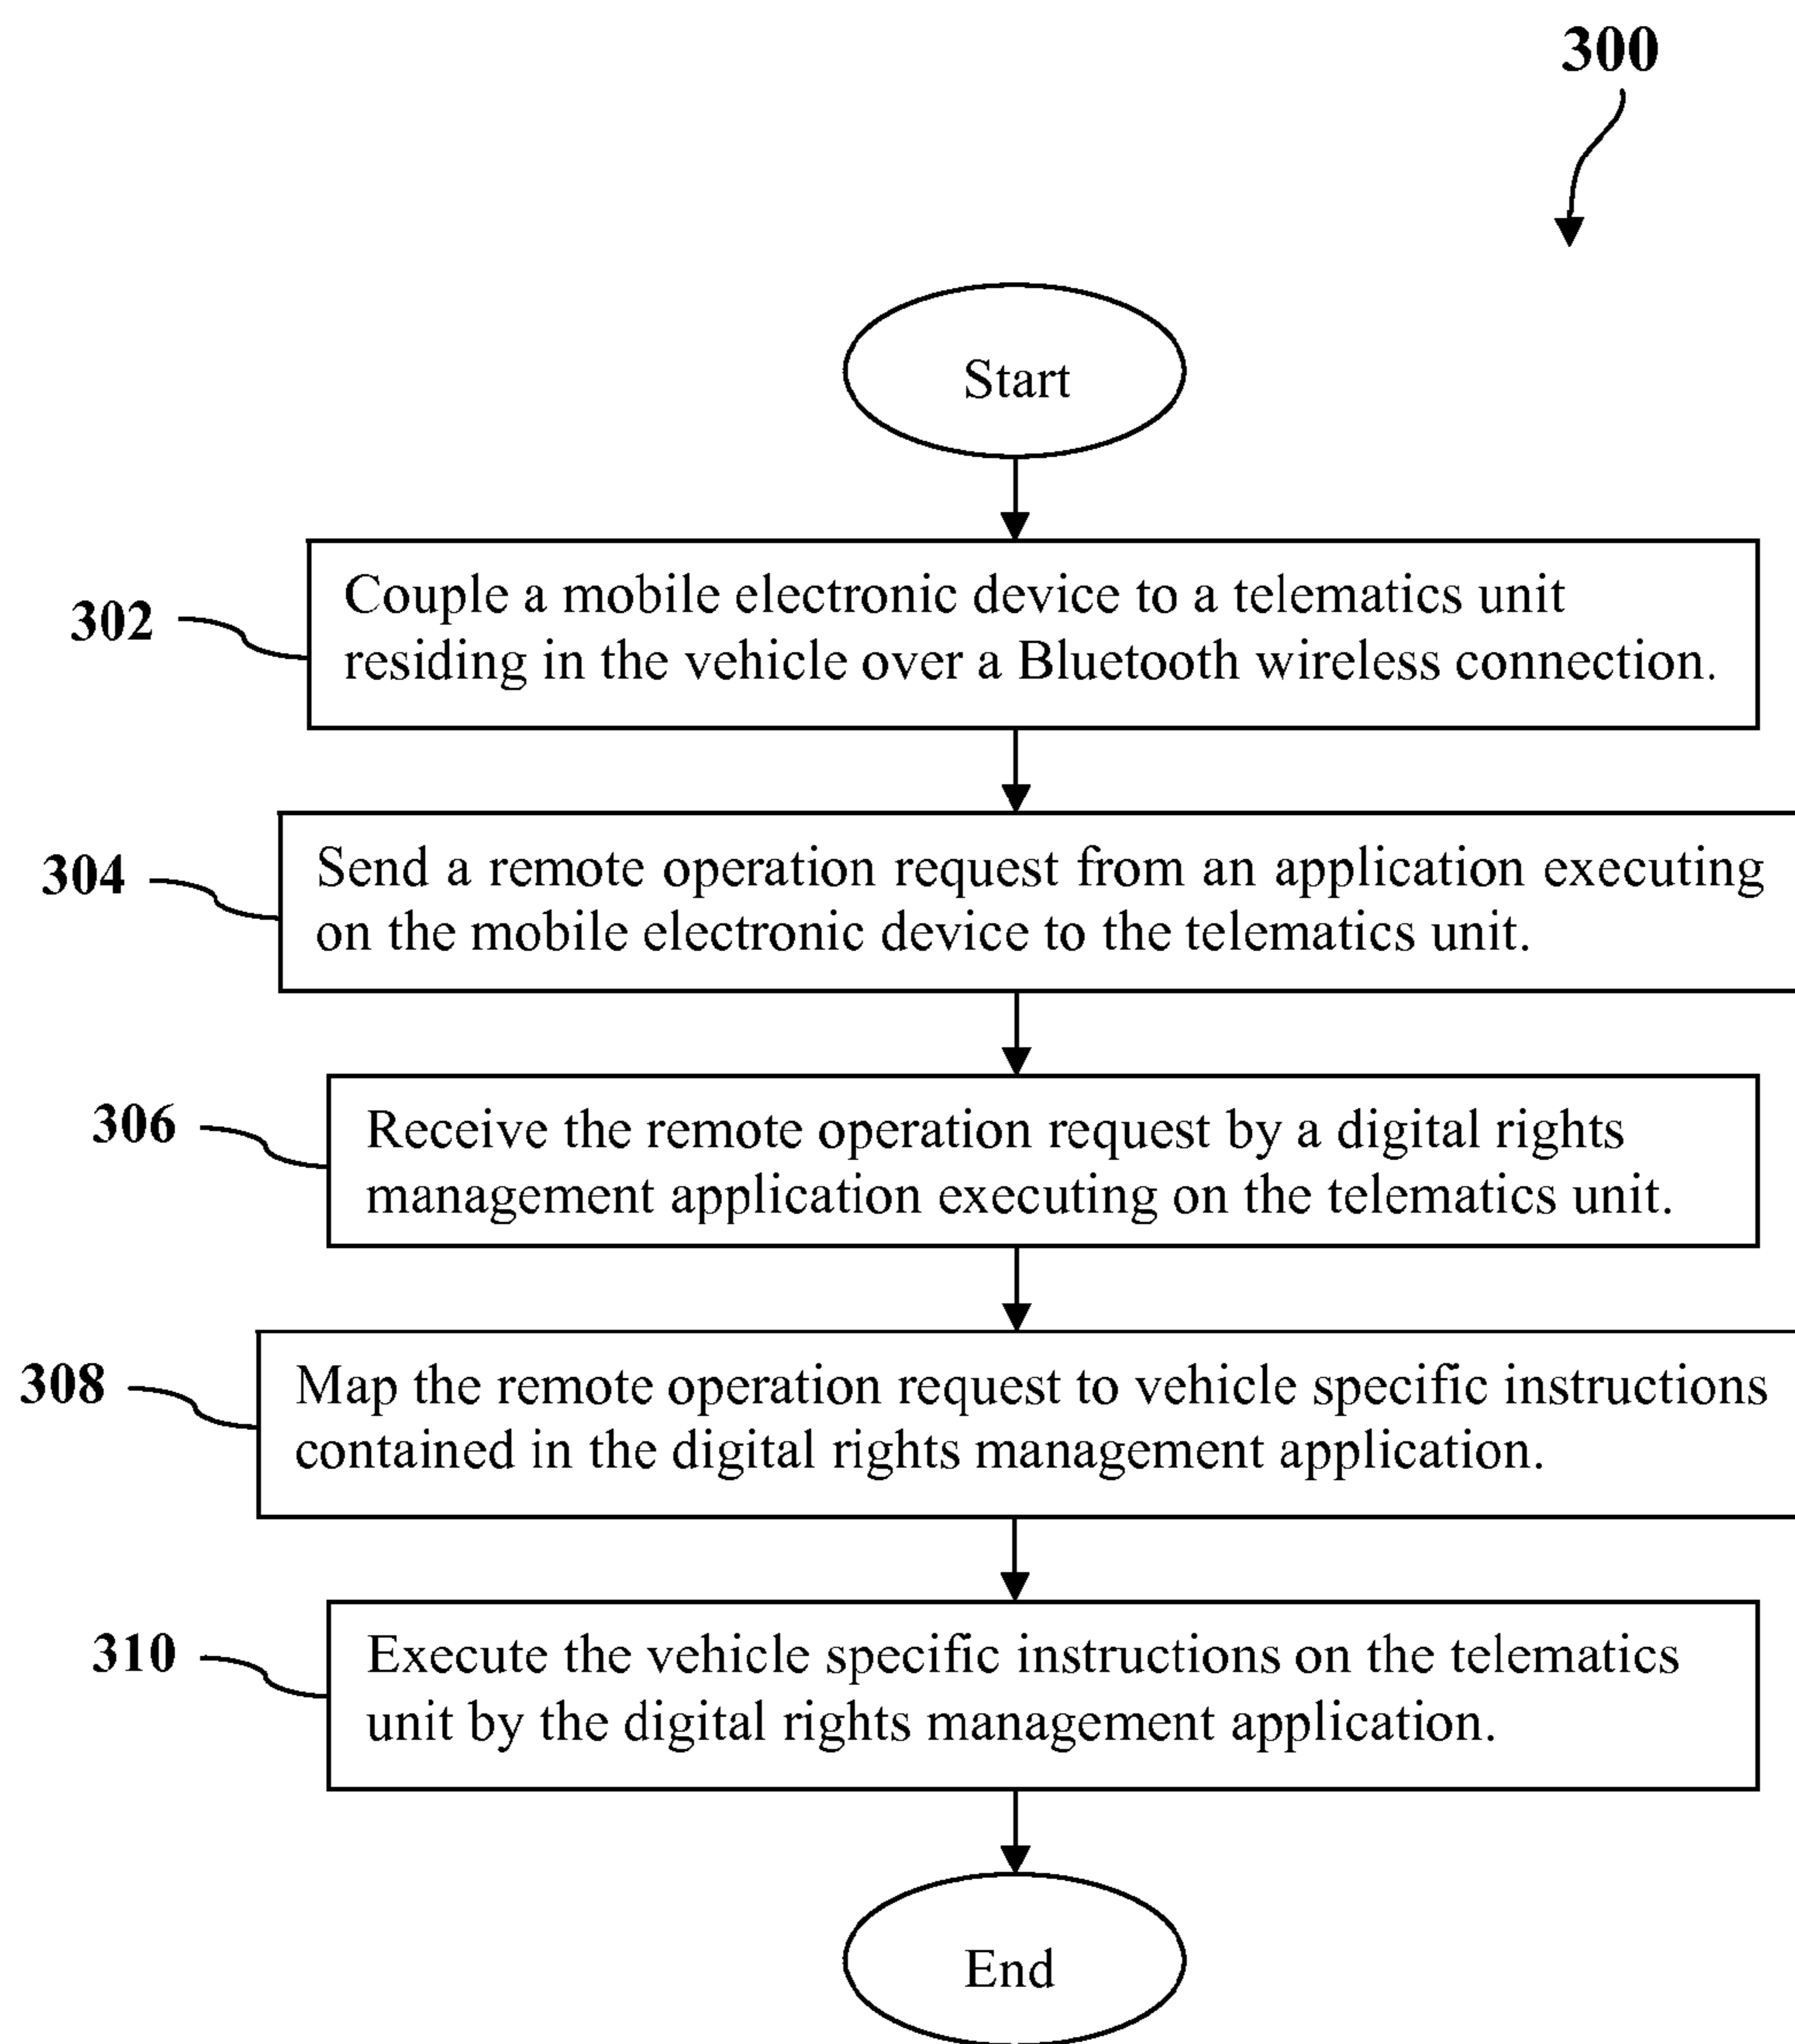 300
Start
302
Couple a mobile electronic device to a telematics unit
residing in the vehicle over a Bluetooth wireless connection.
304
Send a remote operation request from an application executing
on the mobile electronic device to the telematics unit.
306
Receive the remote operation request by a digital rights
management application executing on the telematics unit.
308
Map the remote operation request to vehicle specific instructions
contained in the digital rights management application.
310
Execute the vehicle specific instructions on the telematics
unit by the digital rights management application.
End